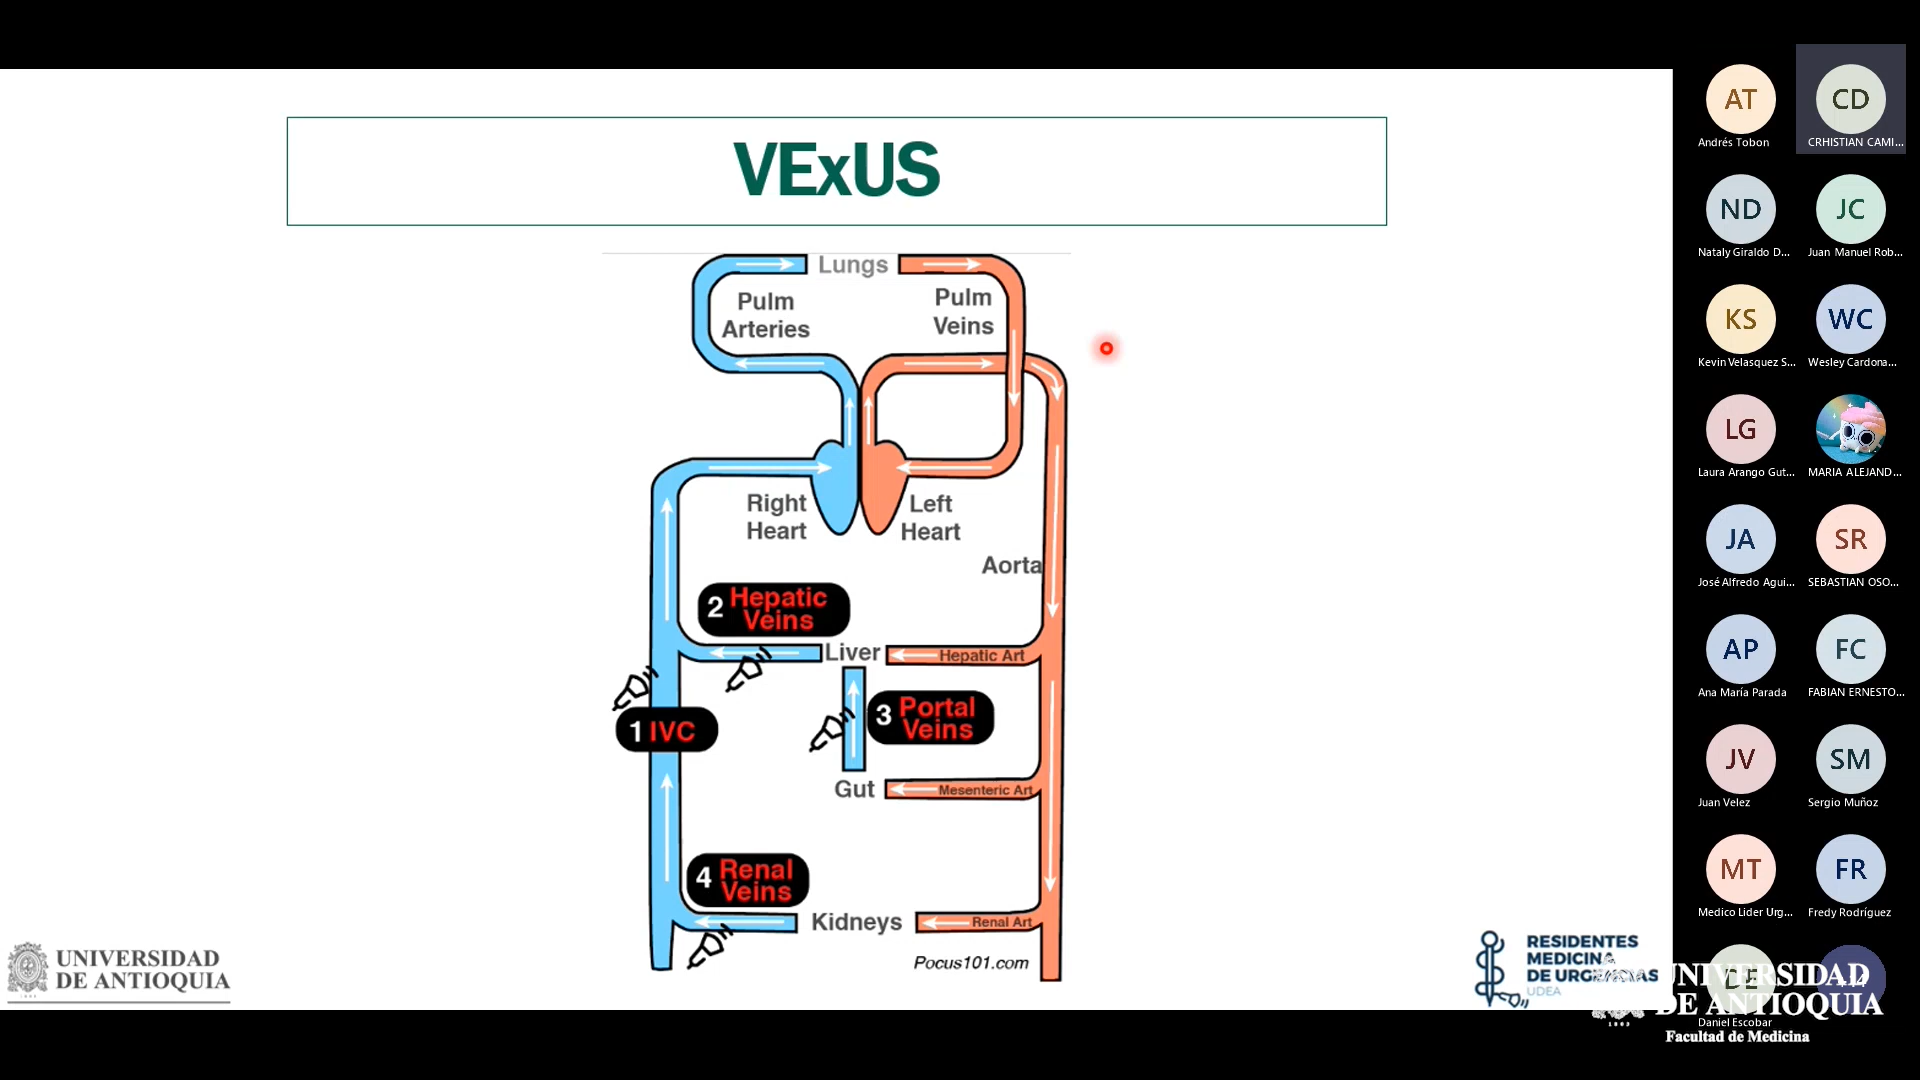 VExUS
Lungs
Pulm
Arteries
Pulm
Veins
Right
Heart
Left
Heart
Aorta
2 Hepatic
Veins
Liver
Hepatic Art
1 IVC
3 Portal
Veins
Gut
Mesenteric Art
4 Renal
Veins
Kidneys
Renal Art
Pocus101.com
UNIVERSIDAD
DE ANTIOQUIA
1803
RESIDENTES
MEDICINA
DE URGENCIAS
UDEA
AT
Andrés Tobon
CD
CRHISTIAN CAMI...
ND
Nataly Giraldo D...
JC
Juan Manuel Rob...
KS
Kevin Velasquez S...
WC
Wesley Cardona...
LG
Laura Arango Gut...
MARIA ALEJAND...
JA
José Alfredo Agui...
SR
SEBASTIAN OSO...
AP
Ana María Parada
FC
FABIAN ERNESTO...
JV
Juan Velez
SM
Sergio Muñoz
MT
Medico Lider Urg...
FR
Fredy Rodríguez
DE
Daniel Escobar
UNIVERSIDAD
DE ANTIOQUIA
1803
Facultad de Medicina